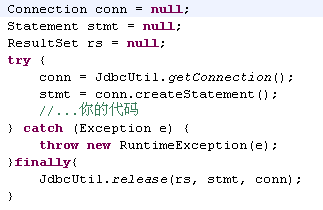 Connection conn = null;
Statement stmt = null;
ResultSet rs = null;
try {
    conn = JdbcUtil.getConnection();
    stmt = conn.createStatement();
    //...你的代码
} catch (Exception e) {
    throw new RuntimeException(e);
}finally{
    JdbcUtil.release(rs, stmt, conn);
}